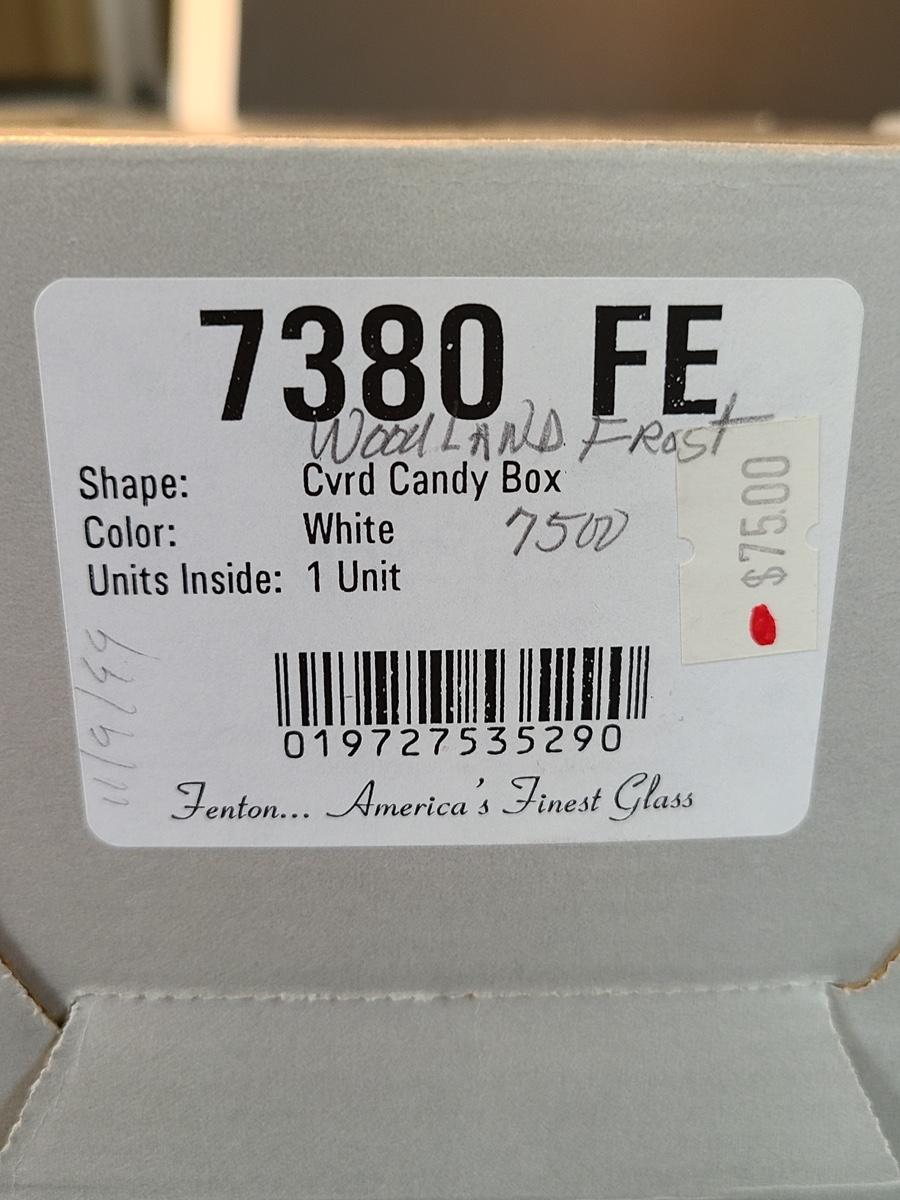 7380 FE
WOODLAND FROST
Shape: Cvrd Candy Box
Color: White 7500
Units Inside: 1 Unit
$75.00
11/9/99
019727535290
Fenton... America's Finest Glass